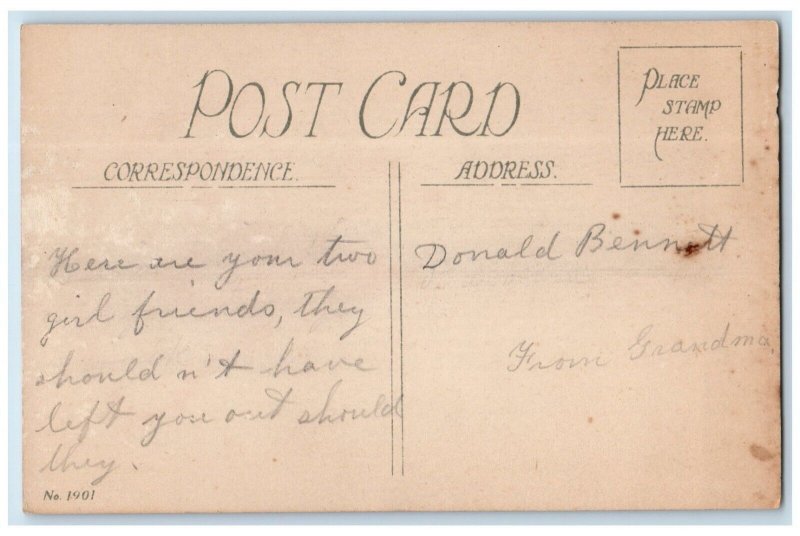 POST CARD
PLACE
STAMP
HERE.
CORRESPONDENCE.
ADDRESS.
Here are your two
girl friends, they
should n't have
left you out should
they.
Donald Bennett
From Grandma
No. 1901